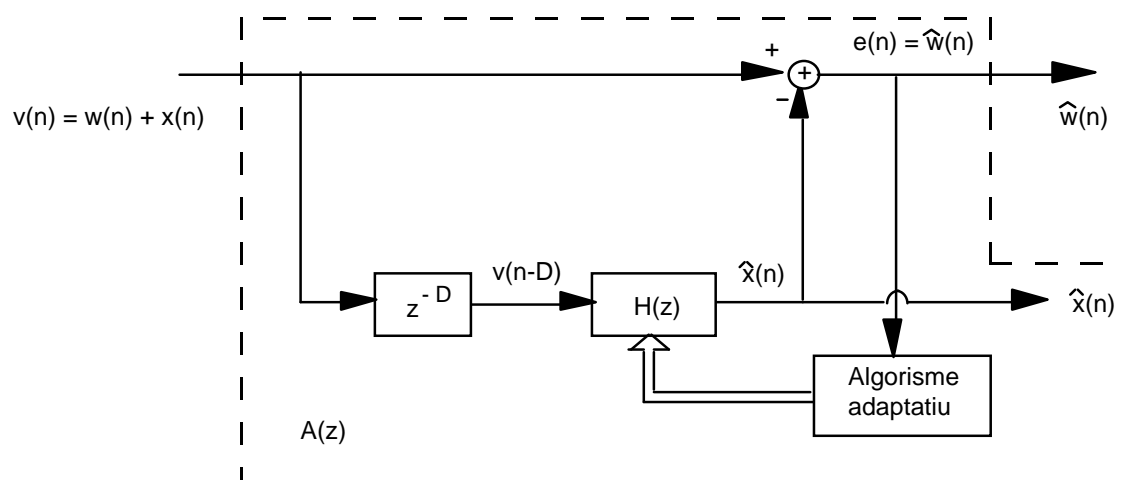 e(n) = ŵ(n)
+
+
−
v(n) = w(n) + x(n)
ŵ(n)
v(n-D)
x̂(n)
z^- D
H(z)
x̂(n)
Algorisme
adaptatiu
A(z)